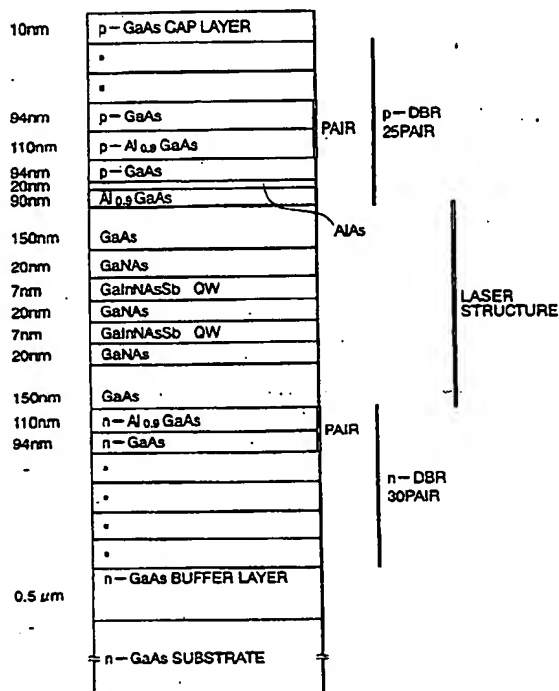 10nm p-GaAs CAP LAYER
94nm p-GaAs
110nm p-Al0.9GaAs
PAIR
p-DBR
25PAIR
94nm p-GaAs
20nm
90nm Al0.9GaAs
AlAs
150nm GaAs
20nm GaNAs
7nm GaInNAsSb QW
20nm GaNAs
7nm GaInNAsSb QW
20nm GaNAs
LASER
STRUCTURE
150nm GaAs
110nm n-Al0.9GaAs
94nm n-GaAs
PAIR
n-DBR
30PAIR
0.5 μm n-GaAs BUFFER LAYER
n-GaAs SUBSTRATE